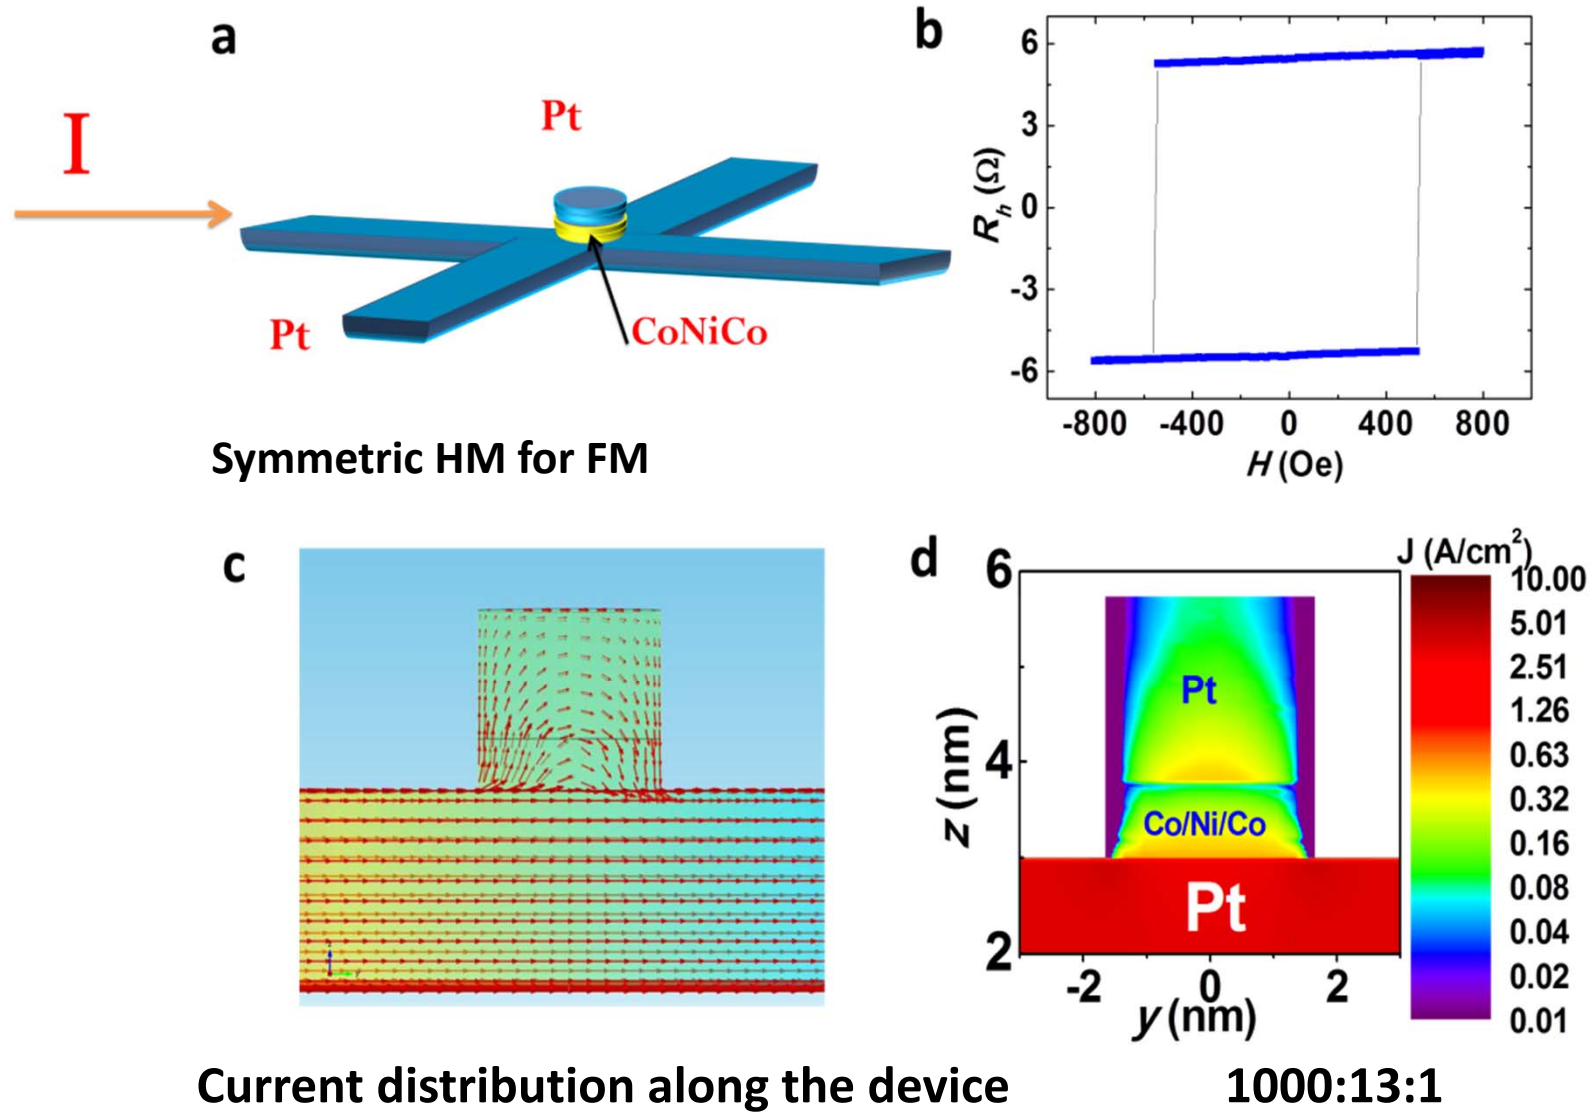 a
I
Pt
Pt
CoNiCo
Symmetric HM for FM
b
R_h (Ω)
6
3
0
-3
-6
-800 -400 0 400 800
H (Oe)
c
d
z (nm)
6
4
2
Pt
Co/Ni/Co
Pt
-2 0 2
y (nm)
J (A/cm²)
10.00
5.01
2.51
1.26
0.63
0.32
0.16
0.08
0.04
0.02
0.01
Current distribution along the device
1000:13:1